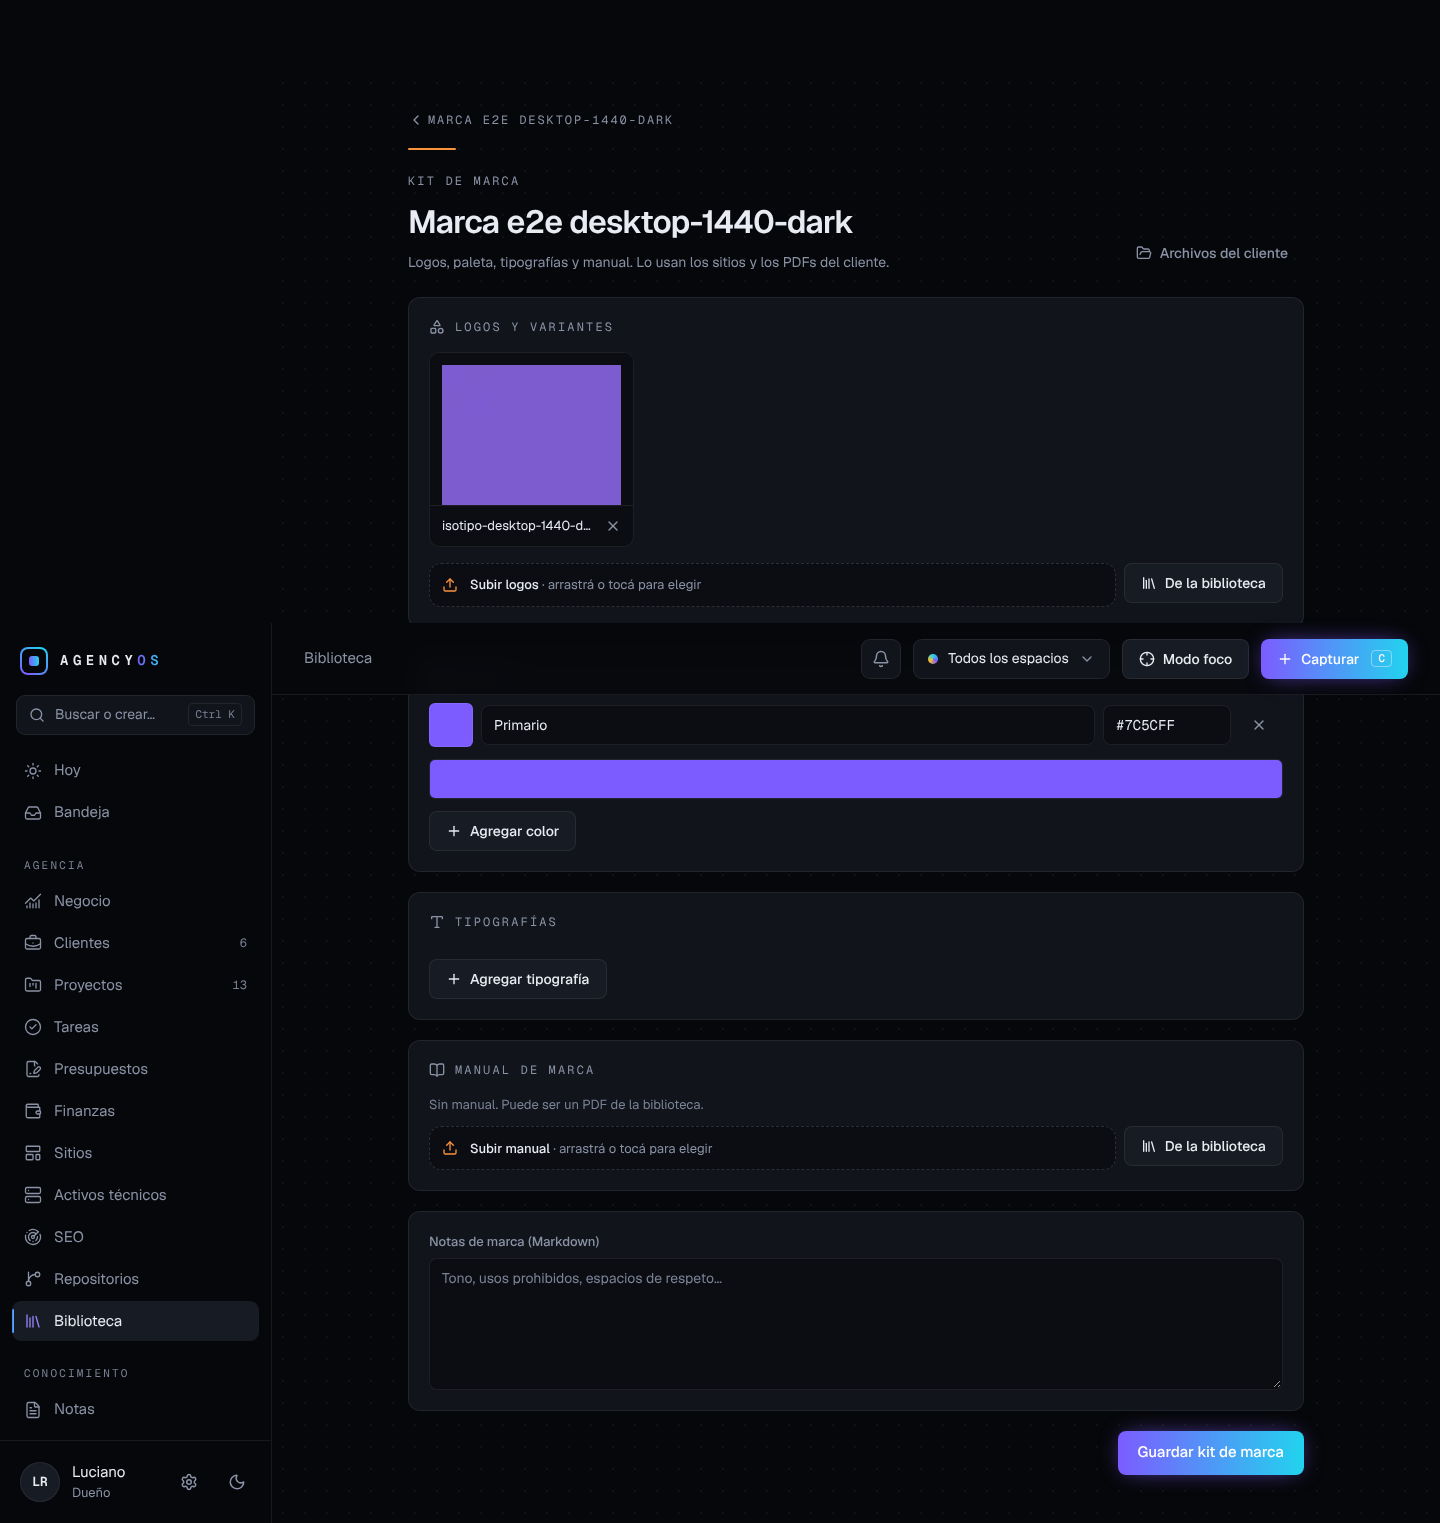 MARCA E2E DESKTOP-1440-DARK
KIT DE MARCA
Marca e2e desktop-1440-dark
Logos, paleta, tipografías y manual. Lo usan los sitios y los PDFs del cliente.
Archivos del cliente
LOGOS Y VARIANTES
isotipo-desktop-1440-d...
Subir logos · arrastrá o tocá para elegir
De la biblioteca
AGENCYOS
Biblioteca
Todos los espacios
Modo foco
Capturar C
Buscar o crear... Ctrl K
Hoy
Bandeja
AGENCIA
Negocio
Clientes 6
Proyectos 13
Tareas
Presupuestos
Finanzas
Sitios
Activos técnicos
SEO
Repositorios
Biblioteca
CONOCIMIENTO
Notas
LR
Luciano
Dueño
Primario
#7C5CFF
Agregar color
TIPOGRAFÍAS
Agregar tipografía
MANUAL DE MARCA
Sin manual. Puede ser un PDF de la biblioteca.
Subir manual · arrastrá o tocá para elegir
De la biblioteca
Notas de marca (Markdown)
Tono, usos prohibidos, espacios de respeto...
Guardar kit de marca